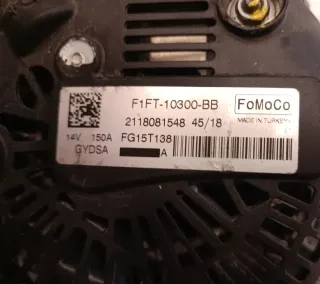 F1FT-10300-BB
FoMoCo
2118081548 45/18
MADE IN TURKEY
14V 150A FG15T138
GYDSA
A